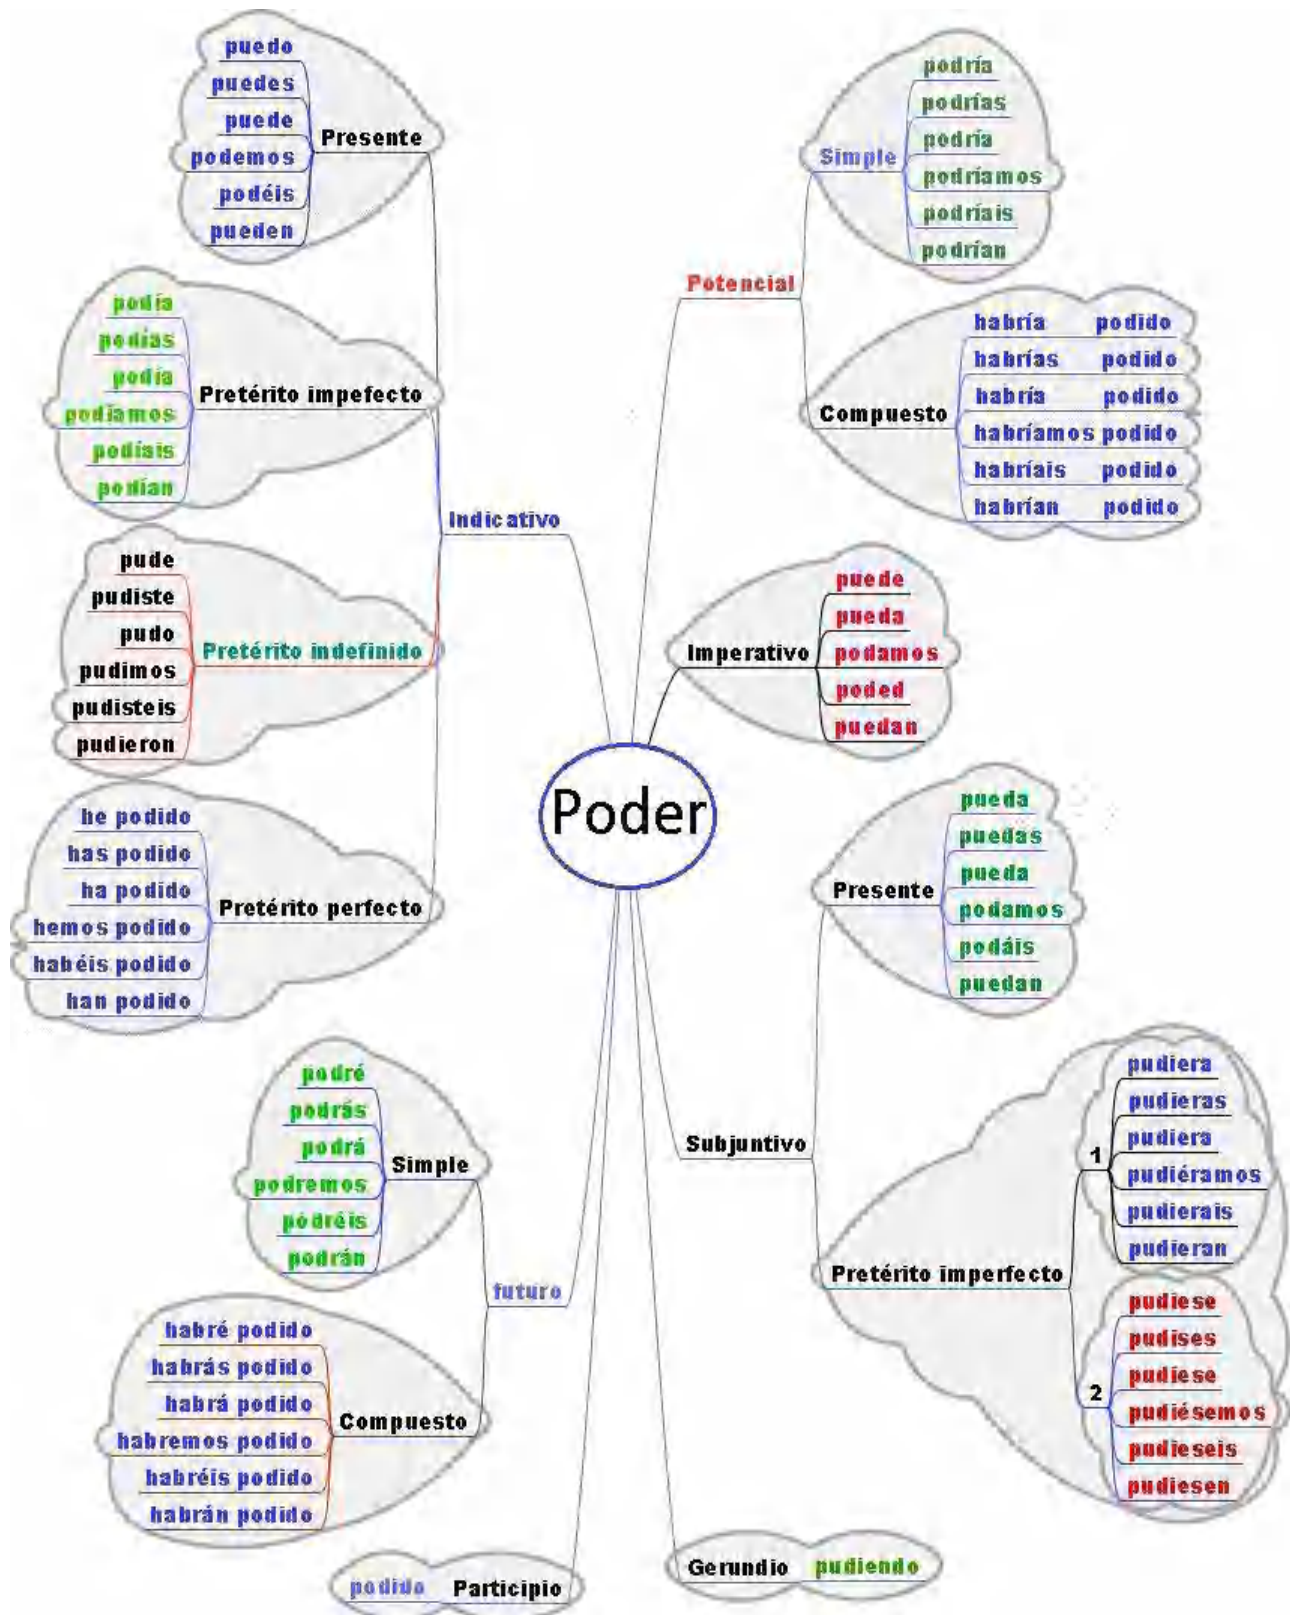 Poder
Indicativo
Presente
puedo
puedes
puede
podemos
podéis
pueden
Pretérito impefecto
podía
podías
podía
podíamos
podíais
podían
Pretérito indefinido
pude
pudiste
pudo
pudimos
pudisteis
pudieron
Pretérito perfecto
he podido
has podido
ha podido
hemos podido
habéis podido
han podido
futuro
Simple
podré
podrás
podrá
podremos
podréis
podrán
Compuesto
habré podido
habrás podido
habrá podido
habremos podido
habréis podido
habrán podido
Participio
podido
Potencial
Simple
podría
podrías
podría
podríamos
podríais
podrían
Compuesto
habría podido
habrías podido
habría podido
habríamos podido
habríais podido
habrían podido
Imperativo
puede
pueda
podamos
poded
puedan
Subjuntivo
Presente
pueda
puedas
pueda
podamos
podáis
puedan
Pretérito imperfecto
1
pudiera
pudieras
pudiera
pudiéramos
pudierais
pudieran
2
pudiese
pudises
pudiese
pudiésemos
pudieseis
pudiesen
Gerundio
pudiendo